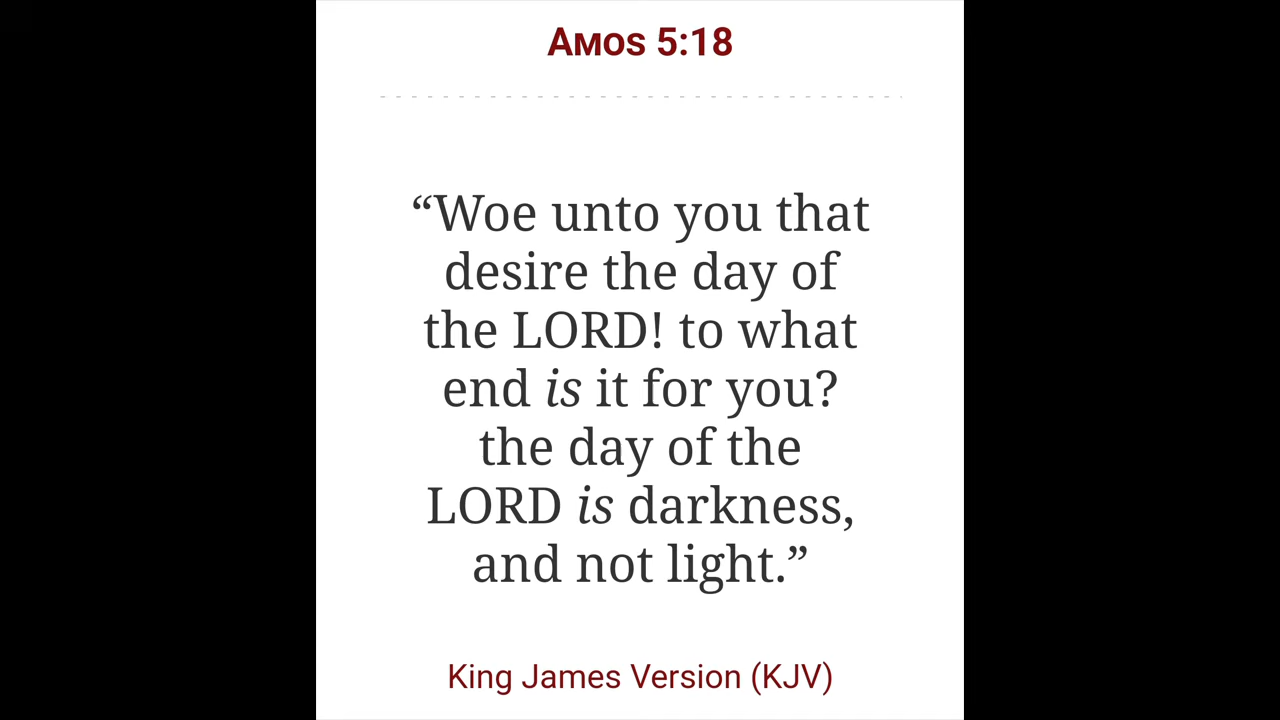 Amos 5:18
“Woe unto you that
desire the day of
the LORD! to what
end is it for you?
the day of the
LORD is darkness,
and not light.”
King James Version (KJV)